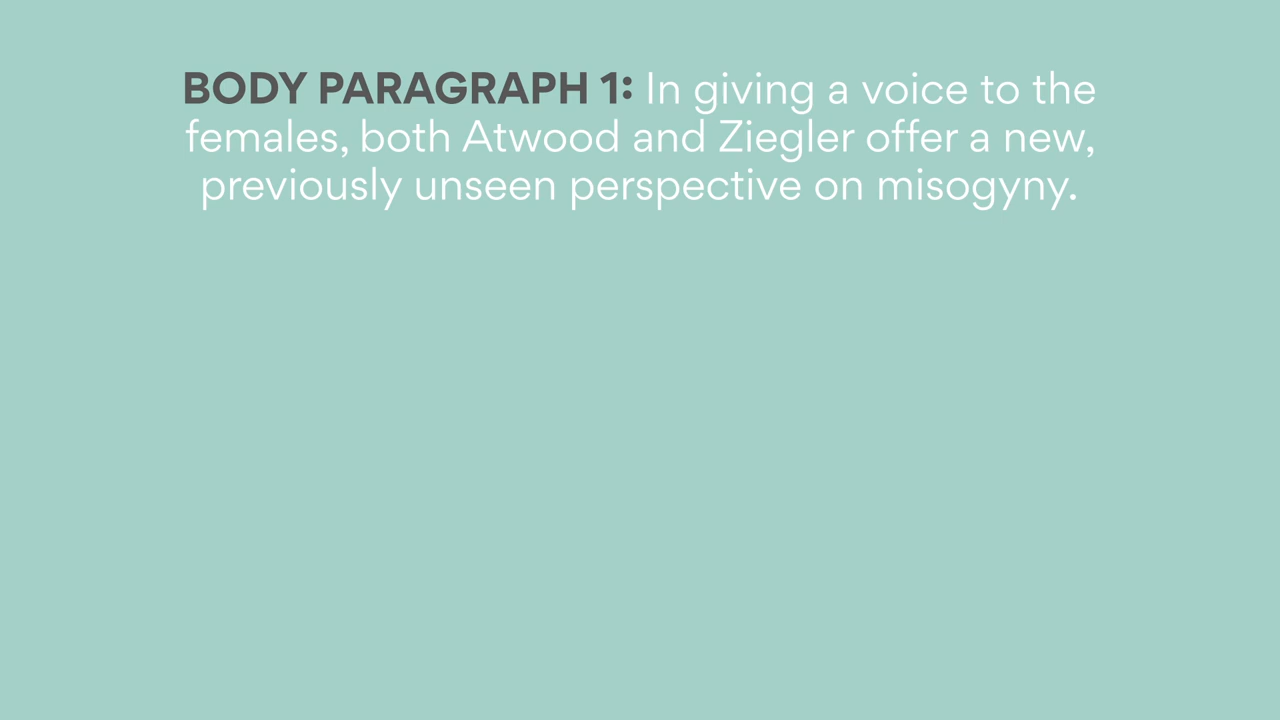 BODY PARAGRAPH 1: In giving a voice to the
females, both Atwood and Ziegler offer a new,
previously unseen perspective on misogyny.